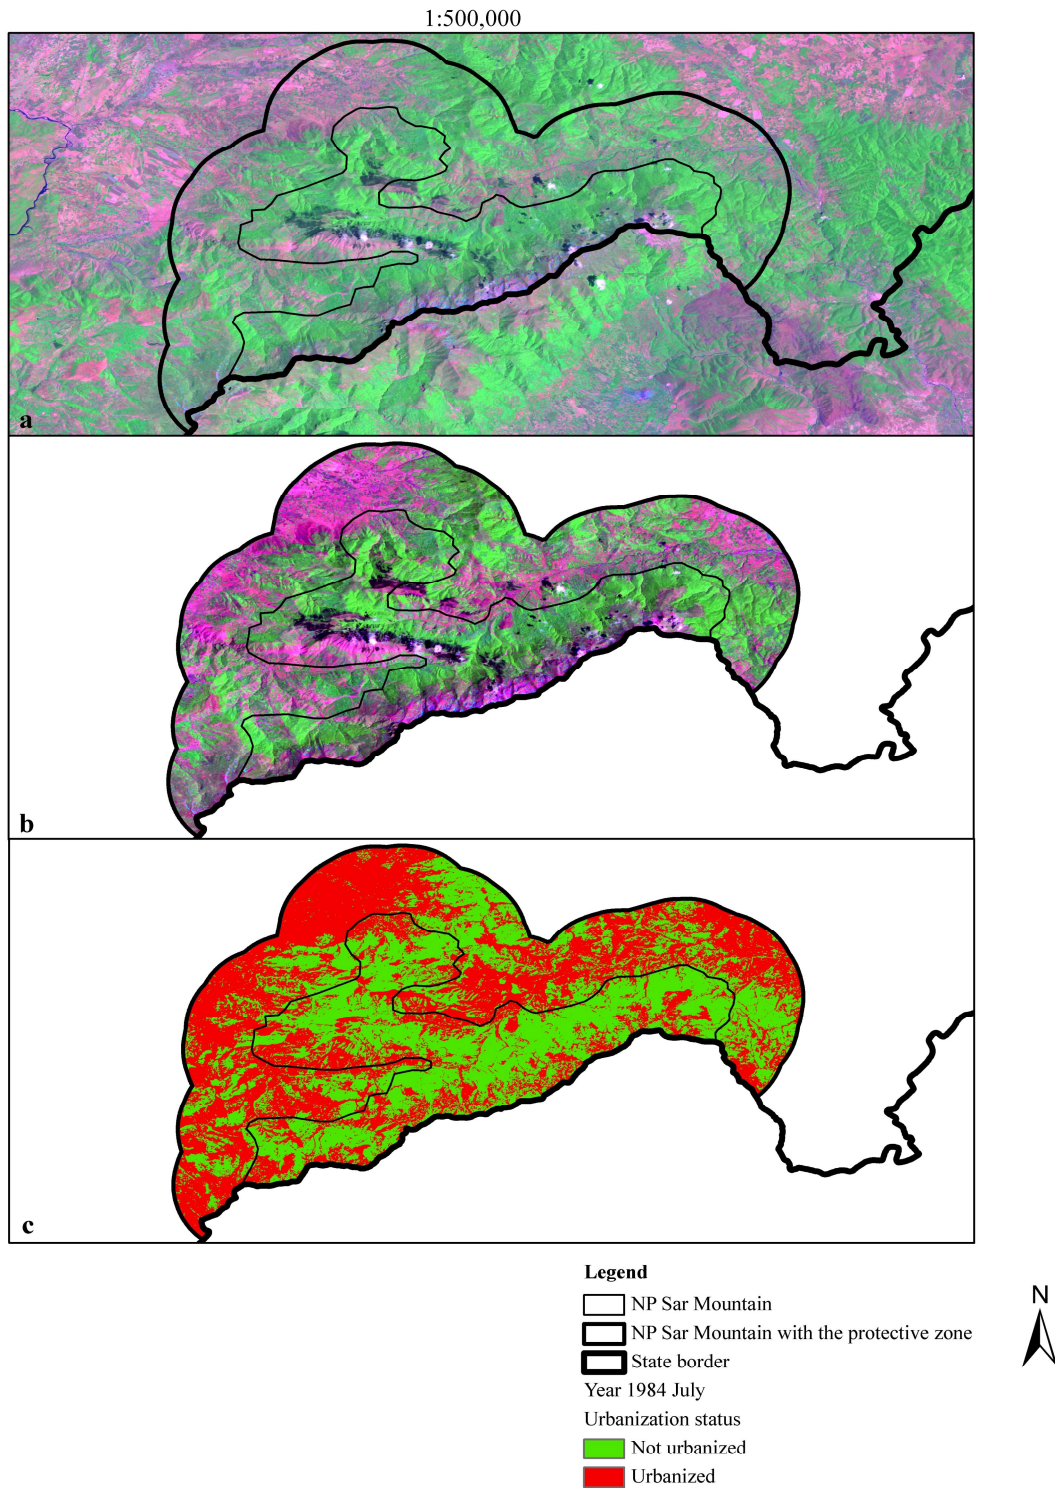 1:500,000
a
b
c
Legend
N
NP Sar Mountain
NP Sar Mountain with the protective zone
State border
Year 1984 July
Urbanization status
Not urbanized
Urbanized